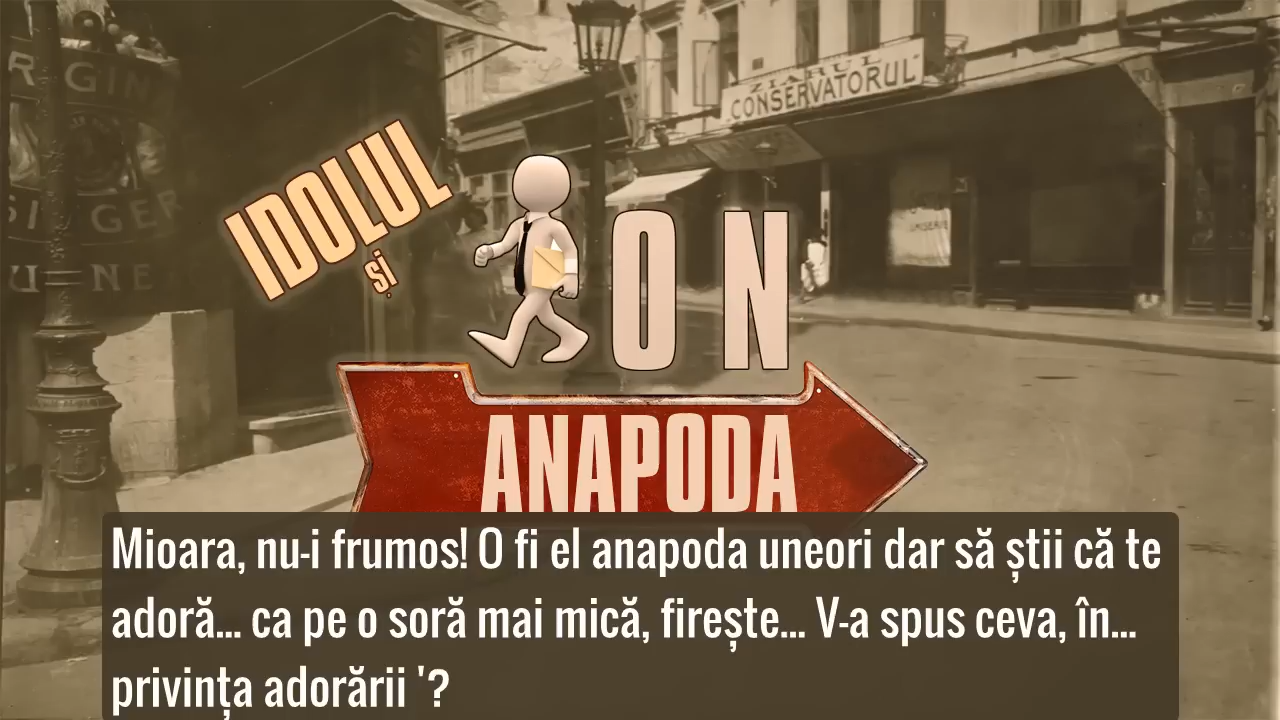 ZIARUL
„CONSERVATORUL"
SINGER
IDOLUL
și
ON
ANAPODA
Mioara, nu-i frumos! O fi el anapoda uneori dar să știi că te
adoră... ca pe o soră mai mică, firește... V-a spus ceva, în...
privința adorării '?